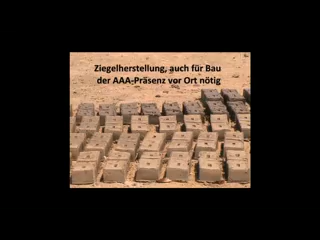 Ziegelherstellung, auch für Bau
der AAA-Präsenz vor Ort nötig